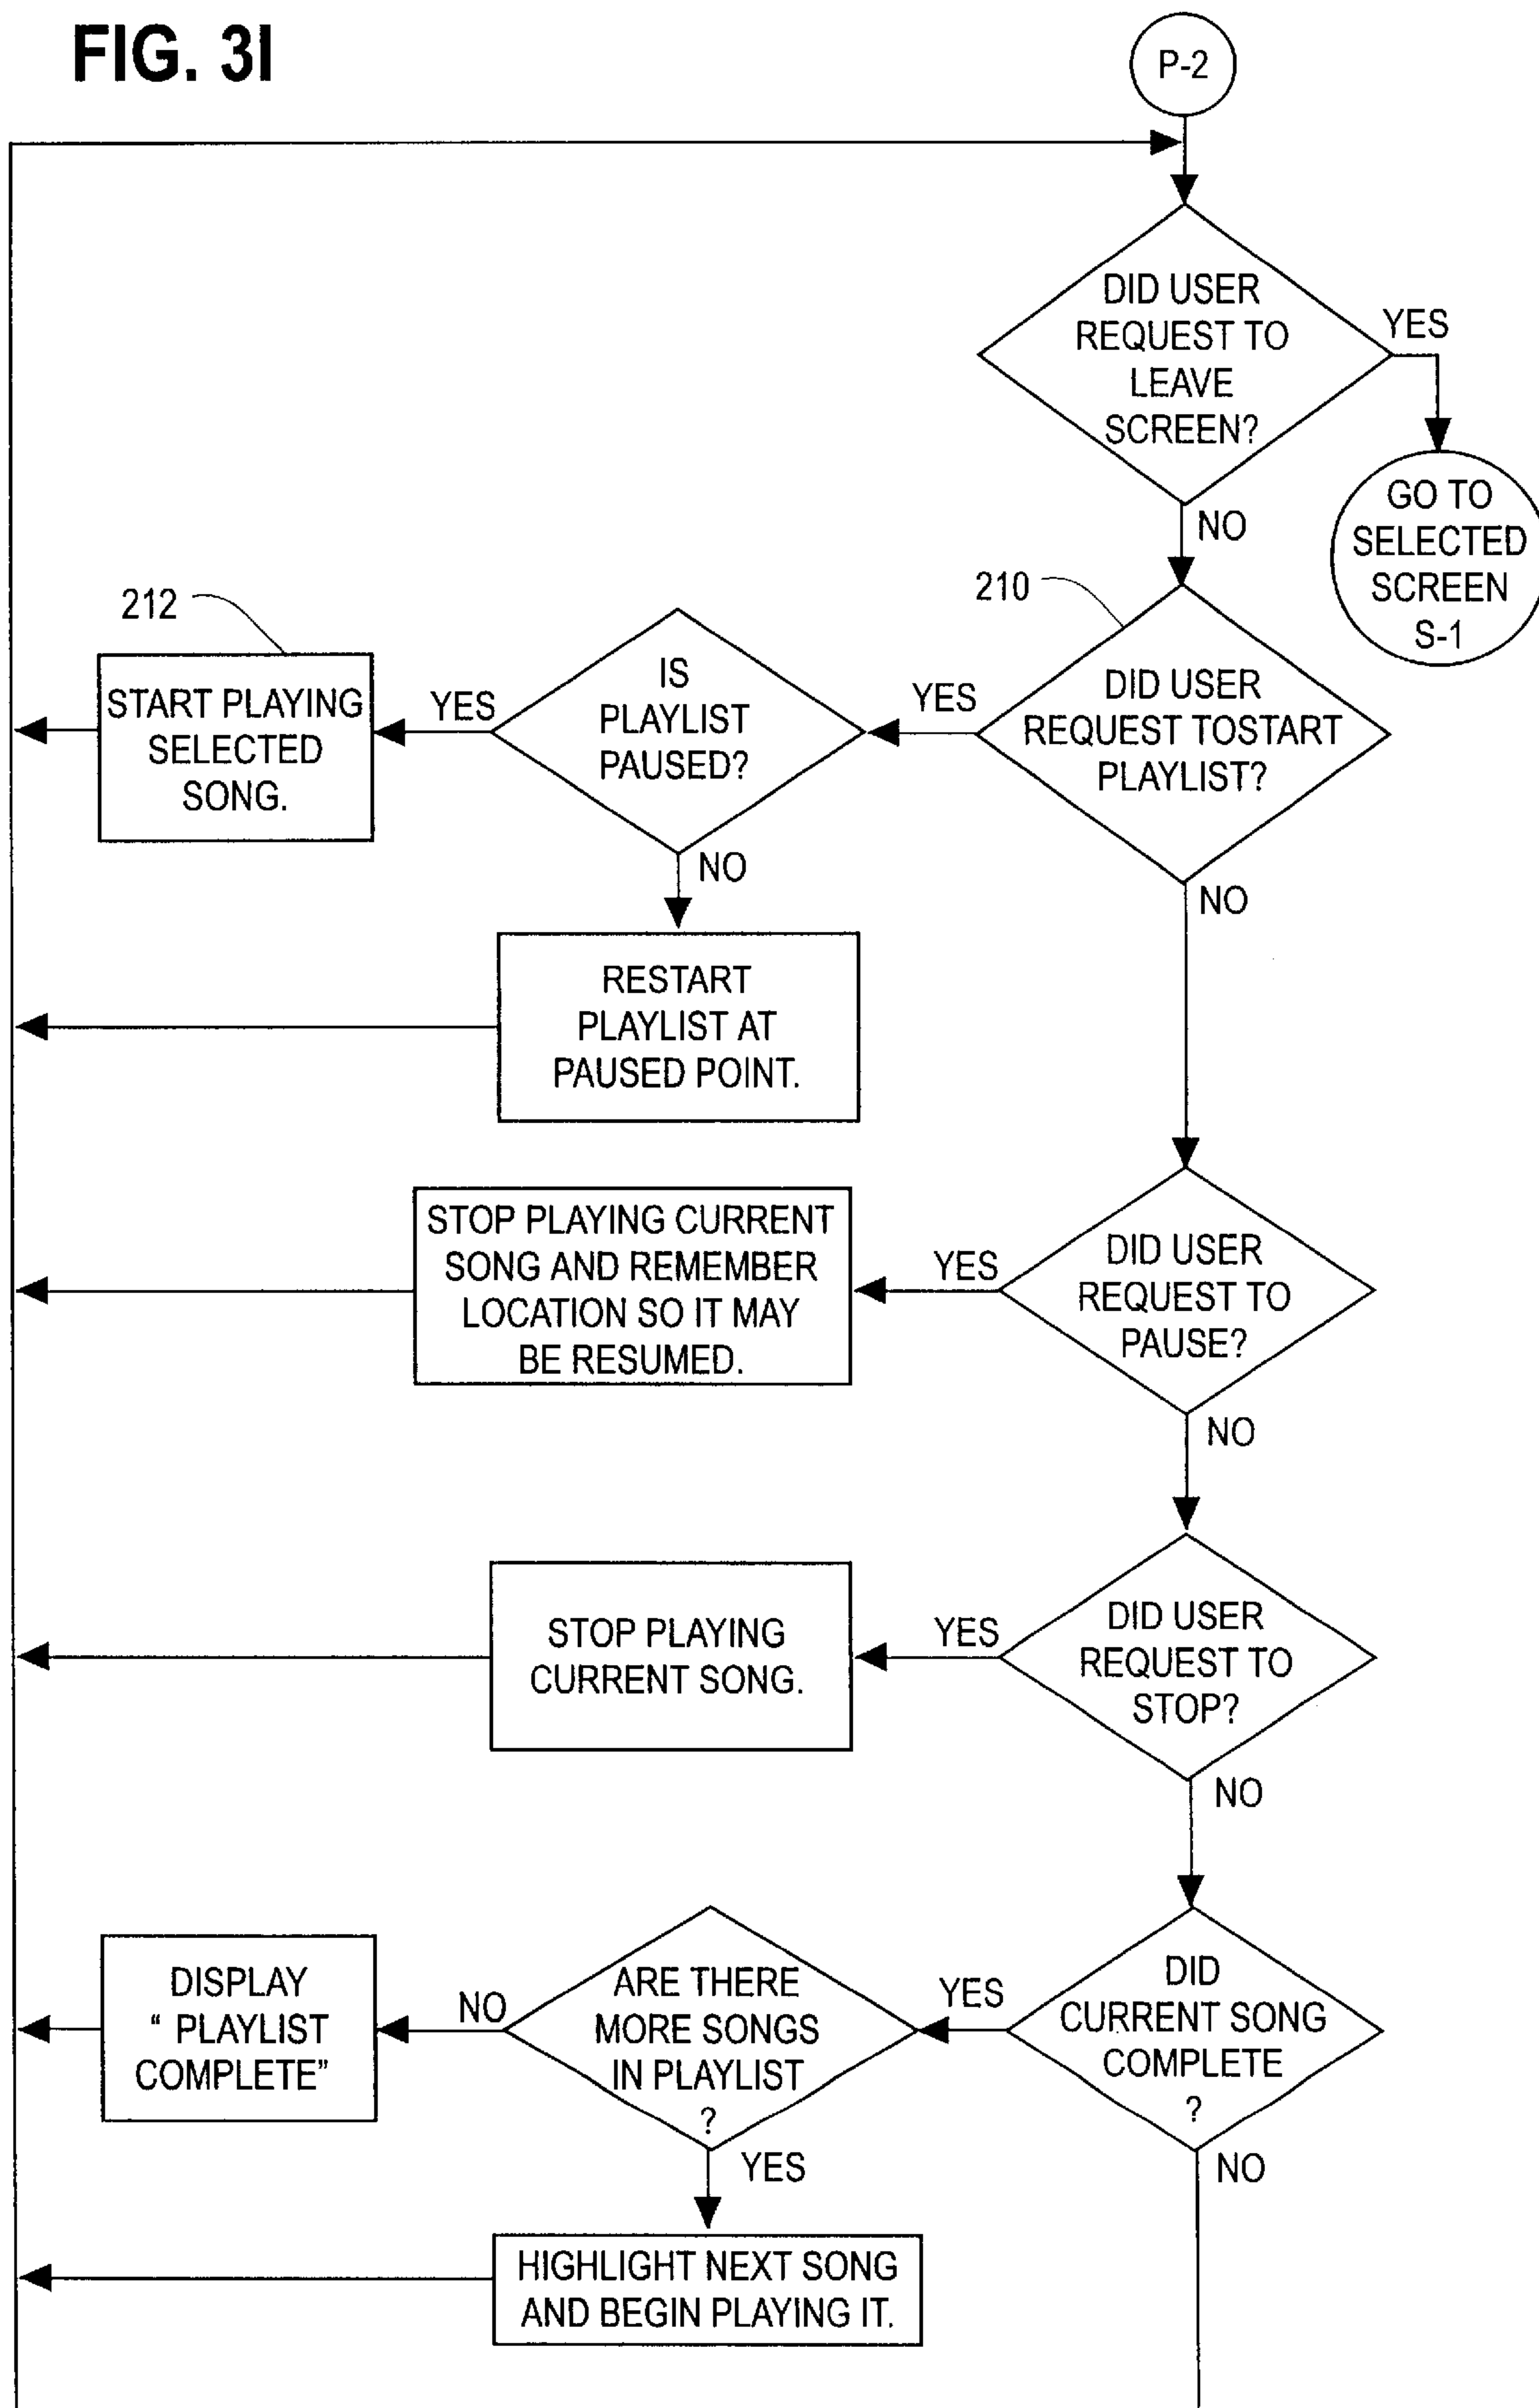 FIG. 3I
P-2
DID USER
REQUEST TO
LEAVE
SCREEN?
YES
GO TO
SELECTED
SCREEN
S-1
NO
210
DID USER
REQUEST TOSTART
PLAYLIST?
YES
IS
PLAYLIST
PAUSED?
YES
212
START PLAYING
SELECTED
SONG.
NO
RESTART
PLAYLIST AT
PAUSED POINT.
NO
DID USER
REQUEST TO
PAUSE?
YES
STOP PLAYING CURRENT
SONG AND REMEMBER
LOCATION SO IT MAY
BE RESUMED.
NO
DID USER
REQUEST TO
STOP?
YES
STOP PLAYING
CURRENT SONG.
NO
DID
CURRENT SONG
COMPLETE
?
YES
ARE THERE
MORE SONGS
IN PLAYLIST
?
NO
DISPLAY
“ PLAYLIST
COMPLETE”
YES
HIGHLIGHT NEXT SONG
AND BEGIN PLAYING IT.
NO